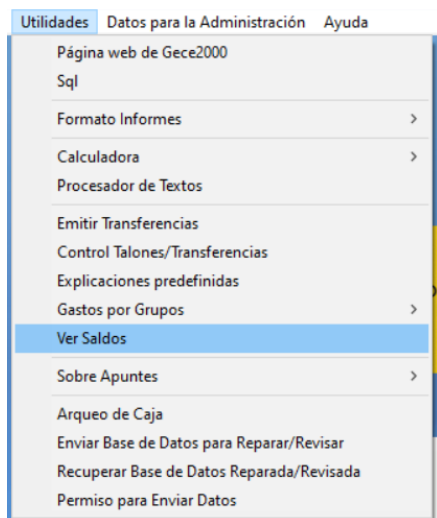 Utilidades Datos para la Administración Ayuda
Página web de Gece2000
Sql
Formato Informes
Calculadora
Procesador de Textos
Emitir Transferencias
Control Talones/Transferencias
Explicaciones predefinidas
Gastos por Grupos
Ver Saldos
Sobre Apuntes
Arqueo de Caja
Enviar Base de Datos para Reparar/Revisar
Recuperar Base de Datos Reparada/Revisada
Permiso para Enviar Datos